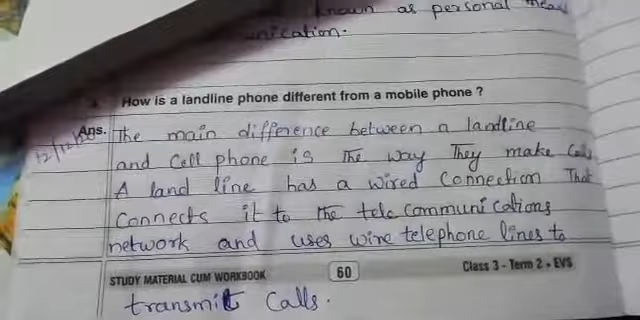 known as personal means
unication.
How is a landline phone different from a mobile phone ?
Ans. The main difference between a landline
and Cell phone is The way They make Calls
A land line has a wired Connection That
Connects it to The tele communications
network and uses wire telephone lines to
STUDY MATERIAL CUM WORKBOOK 60 Class 3 - Term 2 • EVS
transmit Calls.